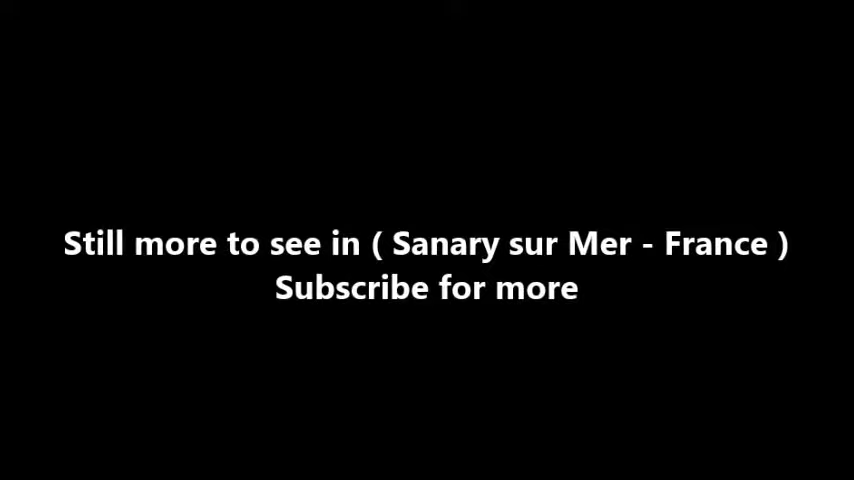 Still more to see in ( Sanary sur Mer - France )
Subscribe for more